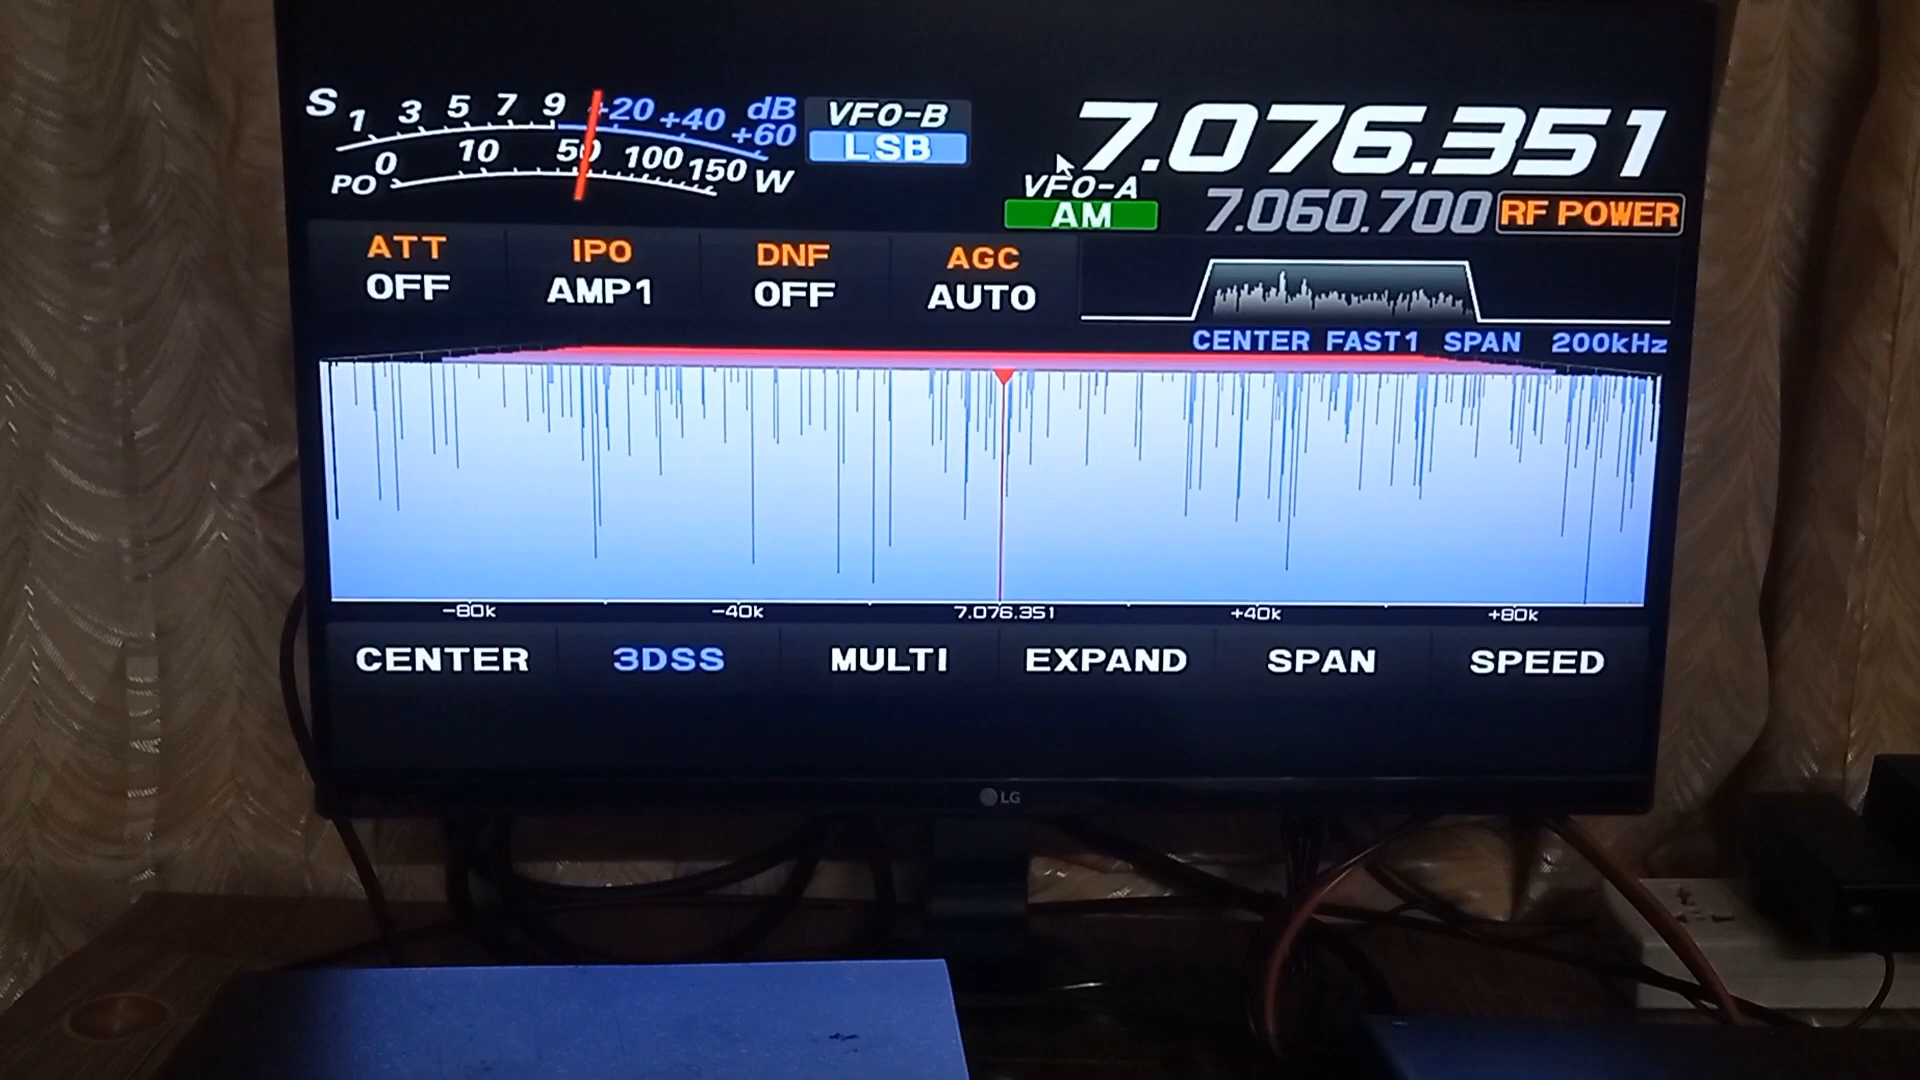 S 1 3 5 7 9 +20 +40 +60 dB
PO 0 10 50 100 150 W
VFO-B
LSB
7.076.351
VFO-A
AM
7.060.700
RF POWER
ATT
OFF
IPO
AMP1
DNF
OFF
AGC
AUTO
CENTER FAST1 SPAN 200kHz
-80k -40k 7.076.351 +40k +80k
CENTER 3DSS MULTI EXPAND SPAN SPEED
LG